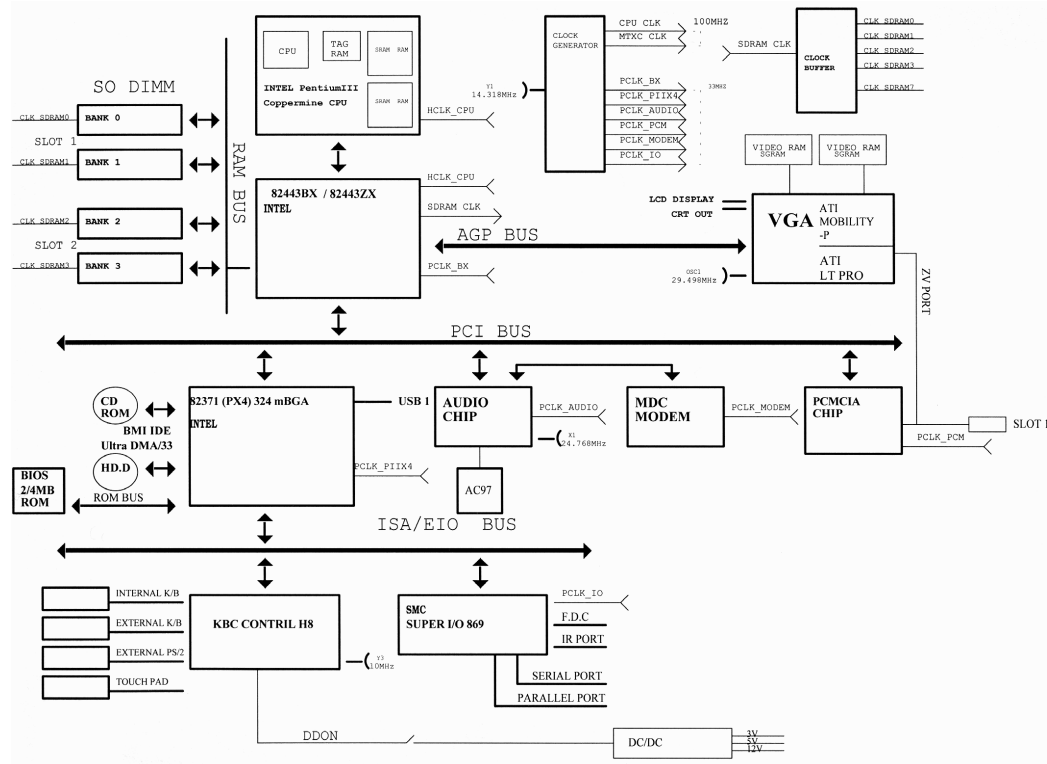 SO DIMM
CLK SDRAM0
BANK 0
SLOT 1
CLK SDRAM1
BANK 1
CLK SDRAM2
BANK 2
SLOT 2
CLK SDRAM3
BANK 3
RAM BUS
CPU
TAG
RAM
SRAM RAM
INTEL PentiumIII
Coppermine CPU
SRAM RAM
HCLK_CPU
82443BX / 82443ZX
INTEL
HCLK_CPU
SDRAM CLK
PCLK_BX
AGP BUS
Y1
14.318MHz
CLOCK
GENERATOR
CPU CLK
100MHZ
MTXC CLK
PCLK_BX
33MHZ
PCLK_PIIX4
PCLK_AUDIO
PCLK_PCM
PCLK_MODEM
PCLK_IO
SDRAM CLK
CLOCK
BUFFER
CLK SDRAM0
CLK SDRAM1
CLK SDRAM2
CLK SDRAM3
CLK SDRAM7
VIDEO RAM
SGRAM
VIDEO RAM
SGRAM
LCD DISPLAY
CRT OUT
VGA
ATI
MOBILITY
-P
ATI
LT PRO
OSC1
29.498MHz
ZV PORT
PCI BUS
CD
ROM
BMI IDE
Ultra DMA/33
HD.D
BIOS
2/4MB
ROM
ROM BUS
82371 (PX4) 324 mBGA
INTEL
USB 1
PCLK_PIIX4
AUDIO
CHIP
PCLK_AUDIO
X1
24.768MHz
AC97
MDC
MODEM
PCLK_MODEM
PCMCIA
CHIP
SLOT 1
PCLK_PCM
ISA/EIO BUS
INTERNAL K/B
EXTERNAL K/B
EXTERNAL PS/2
TOUCH PAD
KBC CONTRIL H8
Y3
10MHz
SMC
SUPER I/O 869
PCLK_IO
F.D.C
IR PORT
SERIAL PORT
PARALLEL PORT
DDON
DC/DC
3V
5V
12V